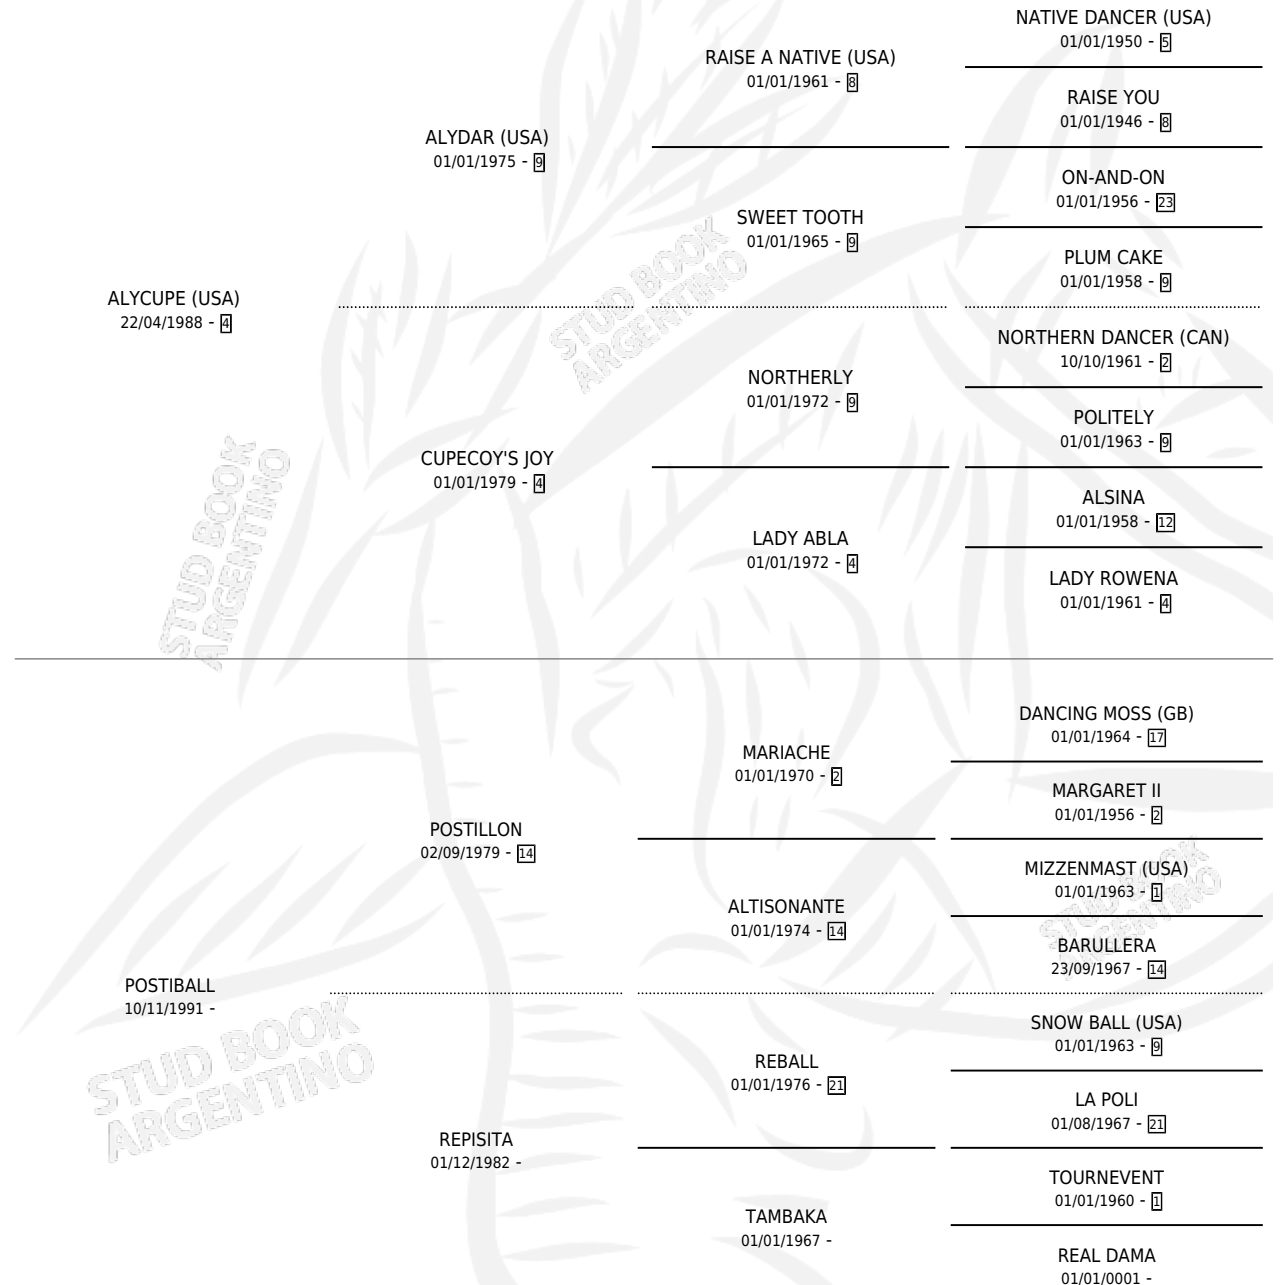 NATIVE DANCER (USA)
01/01/1950 - 5
RAISE A NATIVE (USA)
01/01/1961 - 8
RAISE YOU
01/01/1946 - 8
ALYDAR (USA)
01/01/1975 - 9
ON-AND-ON
01/01/1956 - 23
SWEET TOOTH
01/01/1965 - 9
PLUM CAKE
01/01/1958 - 9
ALYCUPE (USA)
22/04/1988 - 4
NORTHERN DANCER (CAN)
10/10/1961 - 2
NORTHERLY
01/01/1972 - 9
POLITELY
01/01/1963 - 9
CUPECOY'S JOY
01/01/1979 - 4
ALSINA
01/01/1958 - 12
LADY ABLA
01/01/1972 - 4
LADY ROWENA
01/01/1961 - 4
DANCING MOSS (GB)
01/01/1964 - 17
MARIACHE
01/01/1970 - 2
MARGARET II
01/01/1956 - 2
POSTILLON
02/09/1979 - 14
MIZZENMAST (USA)
01/01/1963 - 1
ALTISONANTE
01/01/1974 - 14
BARULLERA
23/09/1967 - 14
POSTIBALL
10/11/1991 -
SNOW BALL (USA)
01/01/1963 - 9
REBALL
01/01/1976 - 21
LA POLI
01/08/1967 - 21
REPISITA
01/12/1982 -
TOURNEVENT
01/01/1960 - 1
TAMBAKA
01/01/1967 -
REAL DAMA
01/01/0001 -
STUD BOOK
ARGENTINO
STUD BOOK
ARGENTINO
STUD BOOK
ARGENTINO
STUD BOOK
ARGENTINO